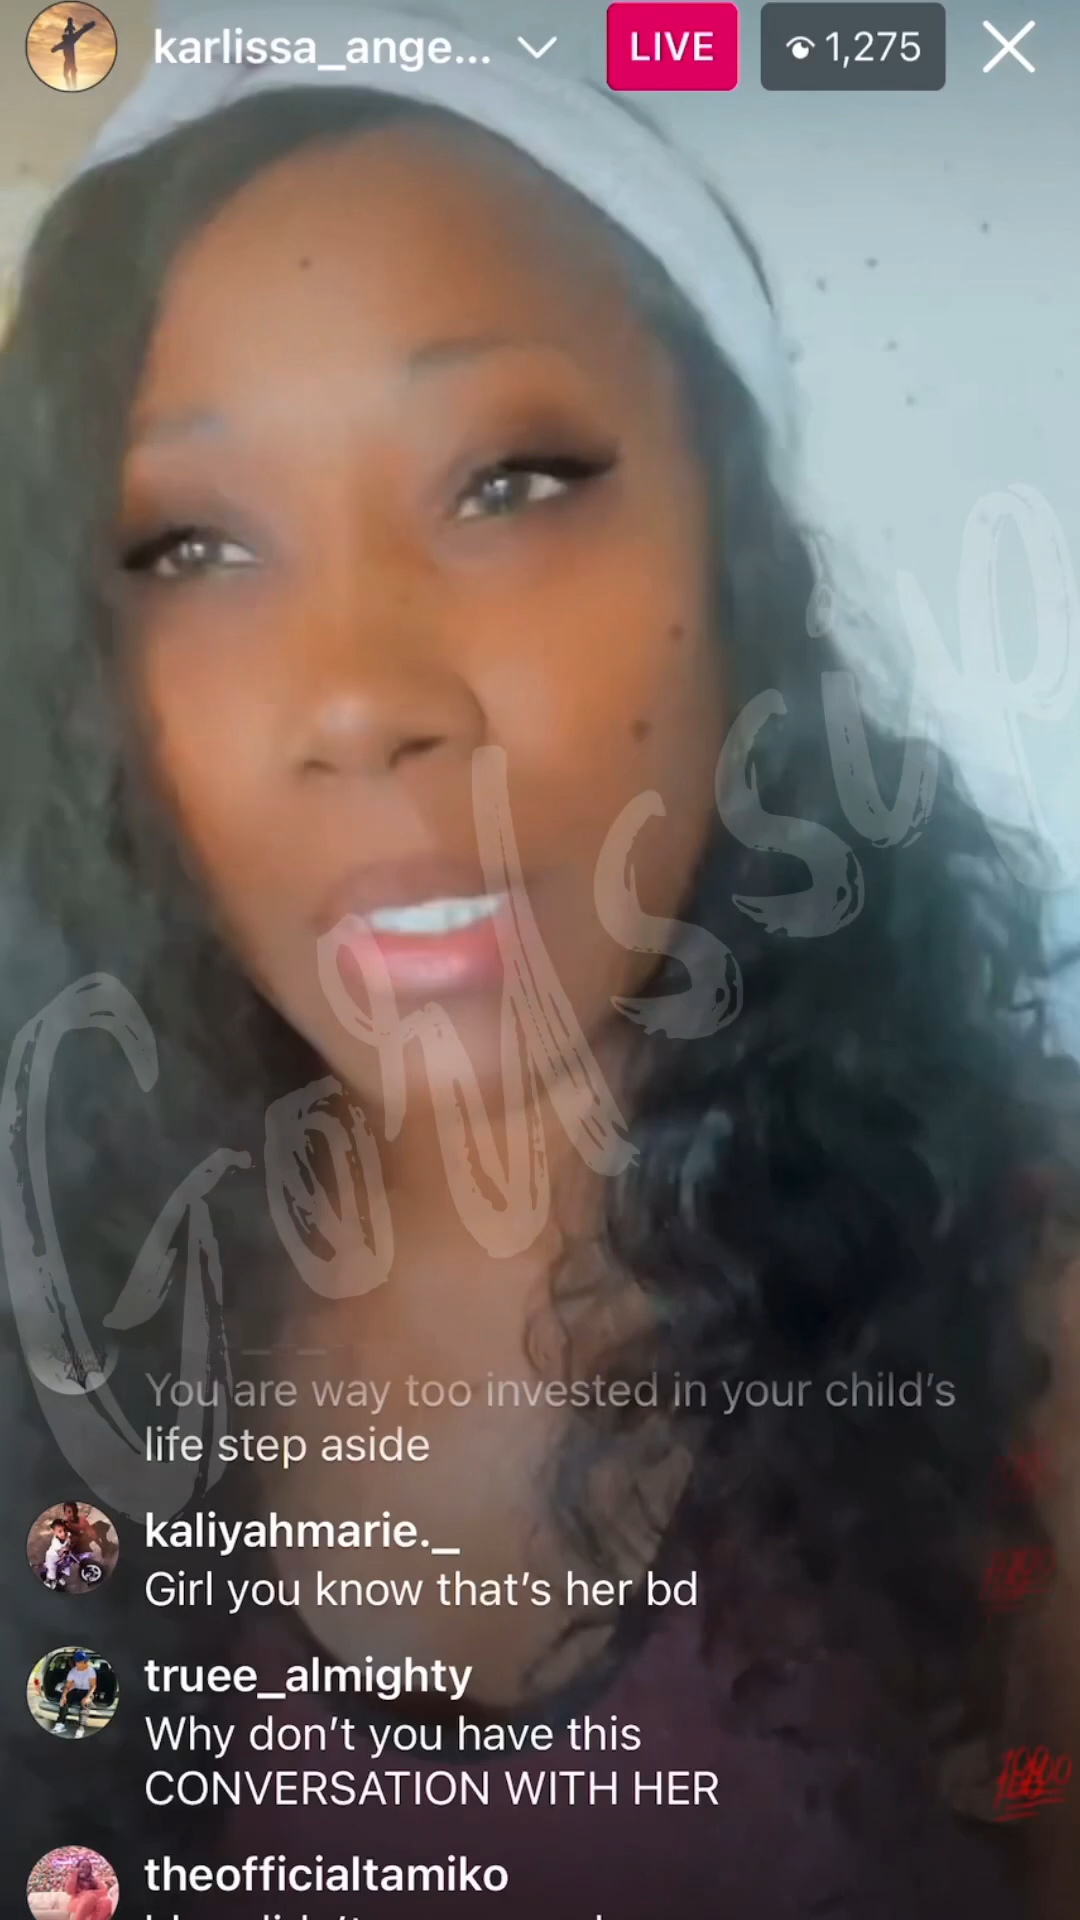 karlissa_ange...
LIVE
1,275
Gorlssip
You are way too invested in your child's
life step aside
kaliyahmarie._
Girl you know that's her bd
truee_almighty
Why don't you have this
CONVERSATION WITH HER
theofficialtamiko